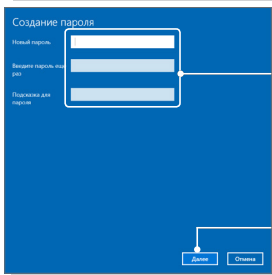 Создание пароля
Новый пароль
Введите пароль еще
раз
Подсказка для
пароля
Далее
Отмена